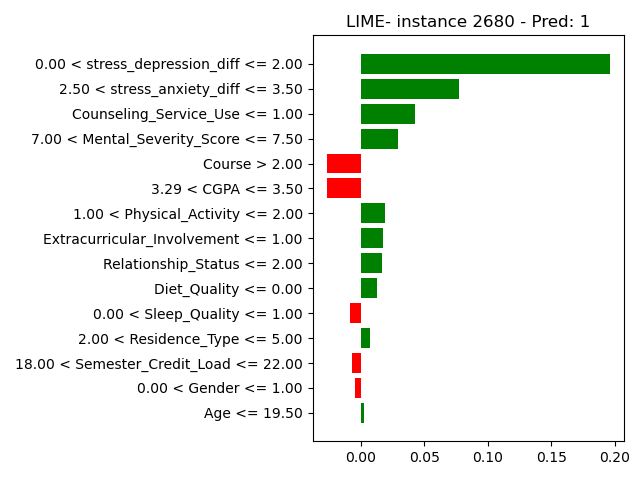 LIME- instance 2680 - Pred: 1
0.00 < stress_depression_diff <= 2.00
2.50 < stress_anxiety_diff <= 3.50
Counseling_Service_Use <= 1.00
7.00 < Mental_Severity_Score <= 7.50
Course > 2.00
3.29 < CGPA <= 3.50
1.00 < Physical_Activity <= 2.00
Extracurricular_Involvement <= 1.00
Relationship_Status <= 2.00
Diet_Quality <= 0.00
0.00 < Sleep_Quality <= 1.00
2.00 < Residence_Type <= 5.00
18.00 < Semester_Credit_Load <= 22.00
0.00 < Gender <= 1.00
Age <= 19.50
0.00 0.05 0.10 0.15 0.20